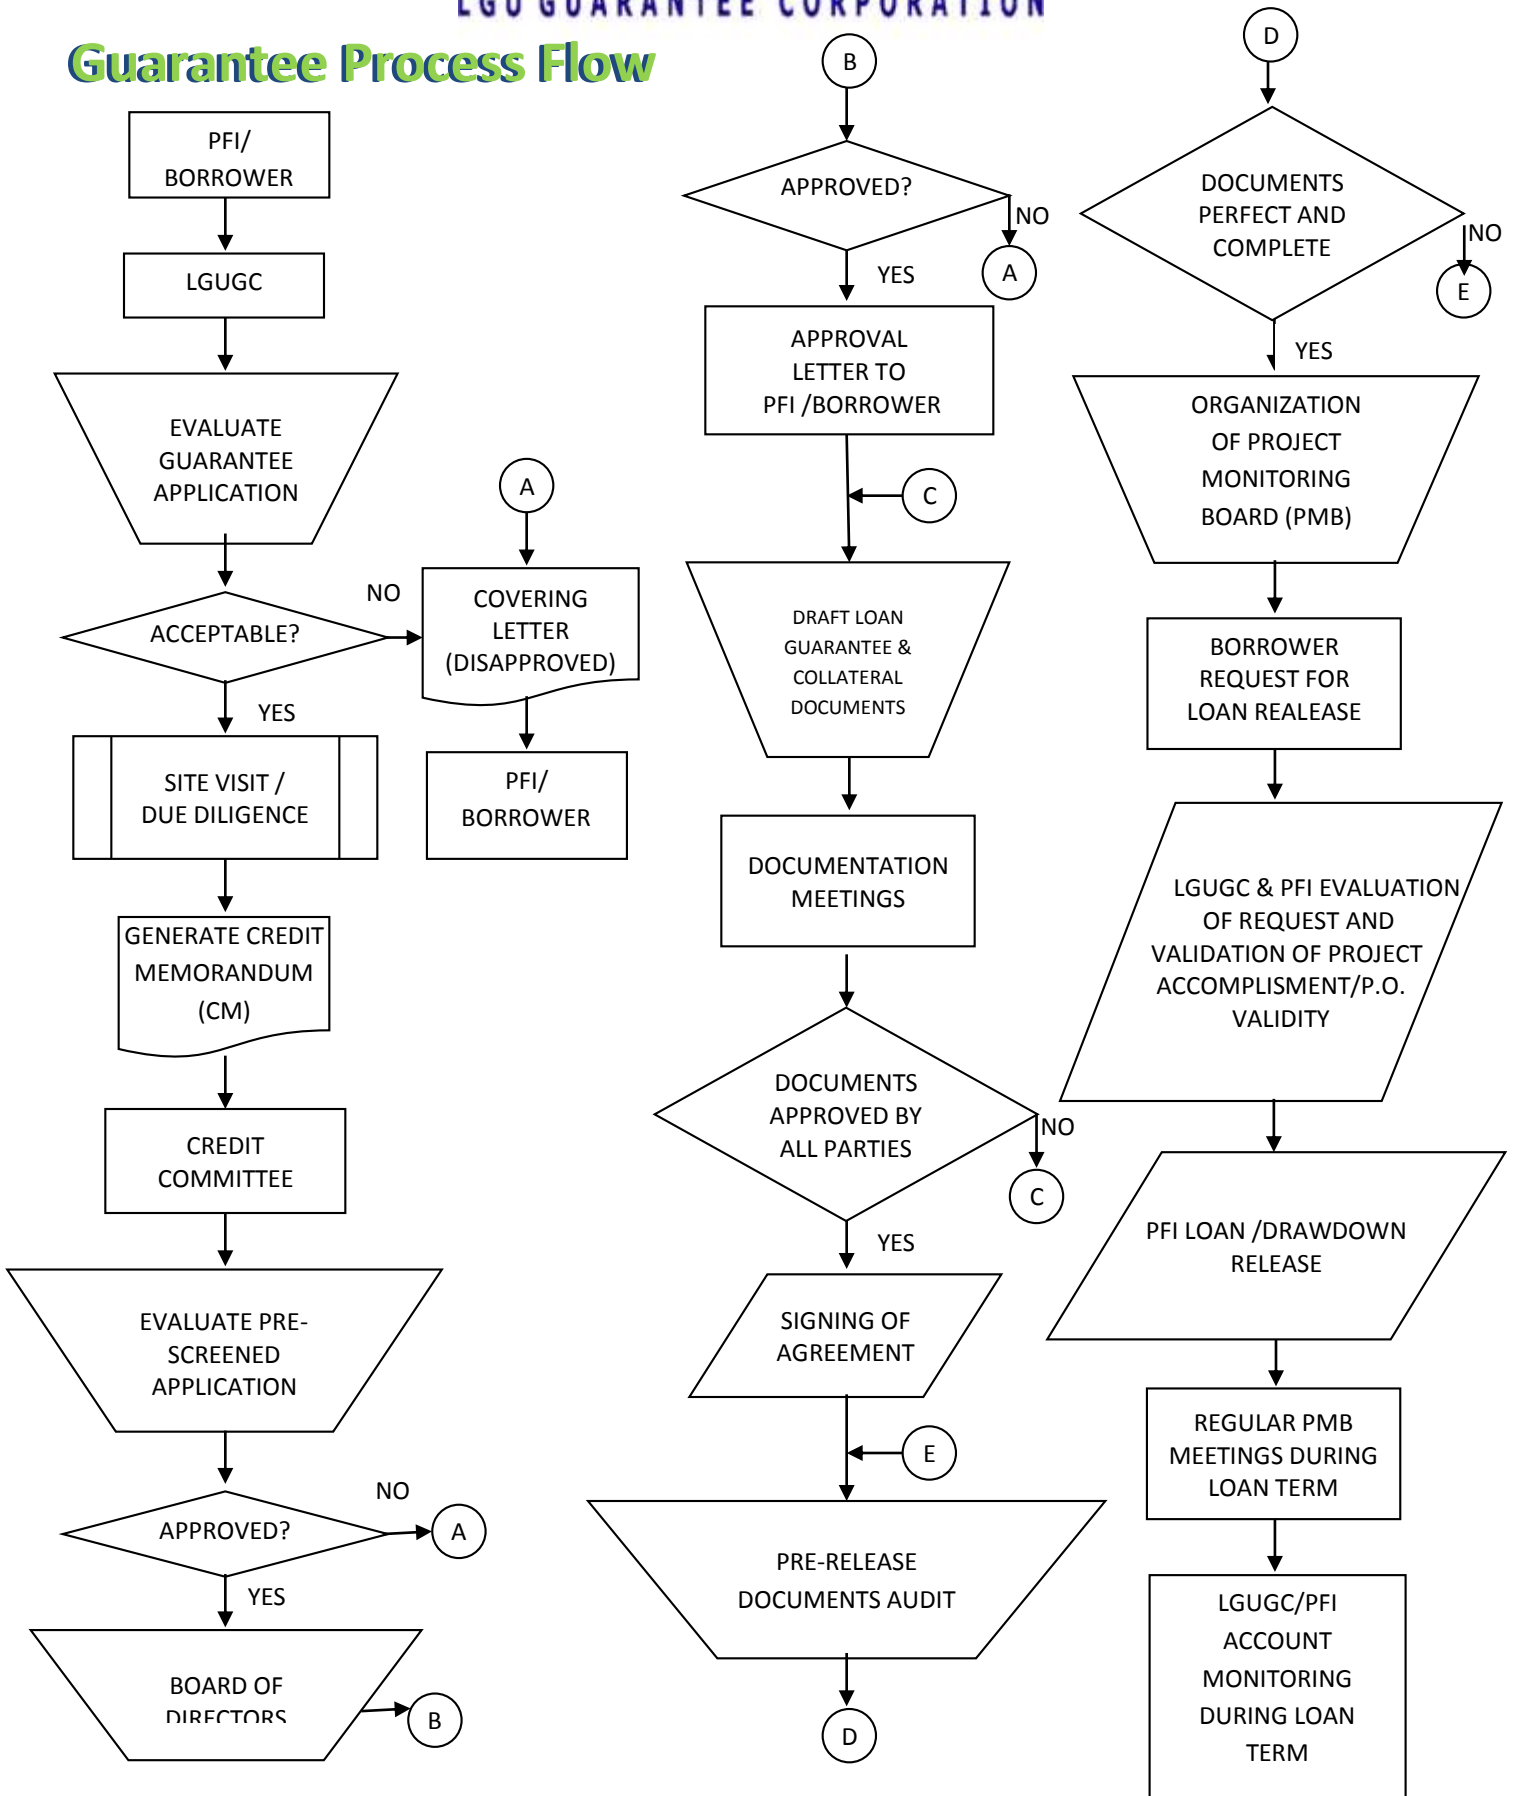 LGU GUARANTEE CORPORATION
Guarantee Process Flow
PFI/
BORROWER
LGUGC
EVALUATE
GUARANTEE
APPLICATION
ACCEPTABLE?
NO
YES
A
COVERING
LETTER
(DISAPPROVED)
PFI/
BORROWER
SITE VISIT /
DUE DILIGENCE
GENERATE CREDIT
MEMORANDUM
(CM)
CREDIT
COMMITTEE
EVALUATE PRE-
SCREENED
APPLICATION
APPROVED?
NO
A
YES
BOARD OF
DIRECTORS
B
B
APPROVED?
NO
A
YES
APPROVAL
LETTER TO
PFI /BORROWER
C
DRAFT LOAN
GUARANTEE &
COLLATERAL
DOCUMENTS
DOCUMENTATION
MEETINGS
DOCUMENTS
APPROVED BY
ALL PARTIES
NO
C
YES
SIGNING OF
AGREEMENT
E
PRE-RELEASE
DOCUMENTS AUDIT
D
D
DOCUMENTS
PERFECT AND
COMPLETE
NO
E
YES
ORGANIZATION
OF PROJECT
MONITORING
BOARD (PMB)
BORROWER
REQUEST FOR
LOAN REALEASE
LGUGC & PFI EVALUATION
OF REQUEST AND
VALIDATION OF PROJECT
ACCOMPLISMENT/P.O.
VALIDITY
PFI LOAN /DRAWDOWN
RELEASE
REGULAR PMB
MEETINGS DURING
LOAN TERM
LGUGC/PFI
ACCOUNT
MONITORING
DURING LOAN
TERM